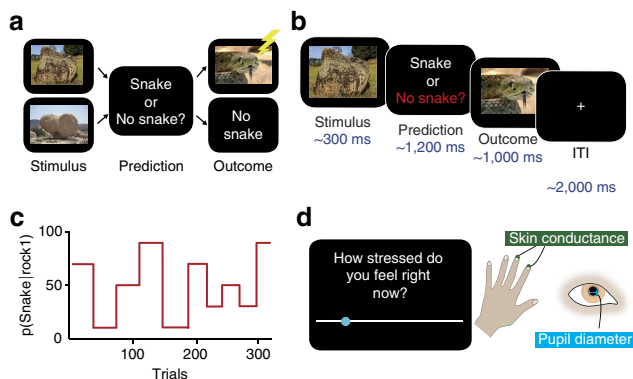 a
Snake
or
No snake?
No
snake
Stimulus
Prediction
Outcome
b
Snake
or
No snake?
+
Stimulus
~300 ms
Prediction
~1,200 ms
Outcome
~1,000 ms
ITI
~2,000 ms
c
p(Snake|rock1)
100
50
0
100
200
300
Trials
d
How stressed do
you feel right
now?
Skin conductance
Pupil diameter